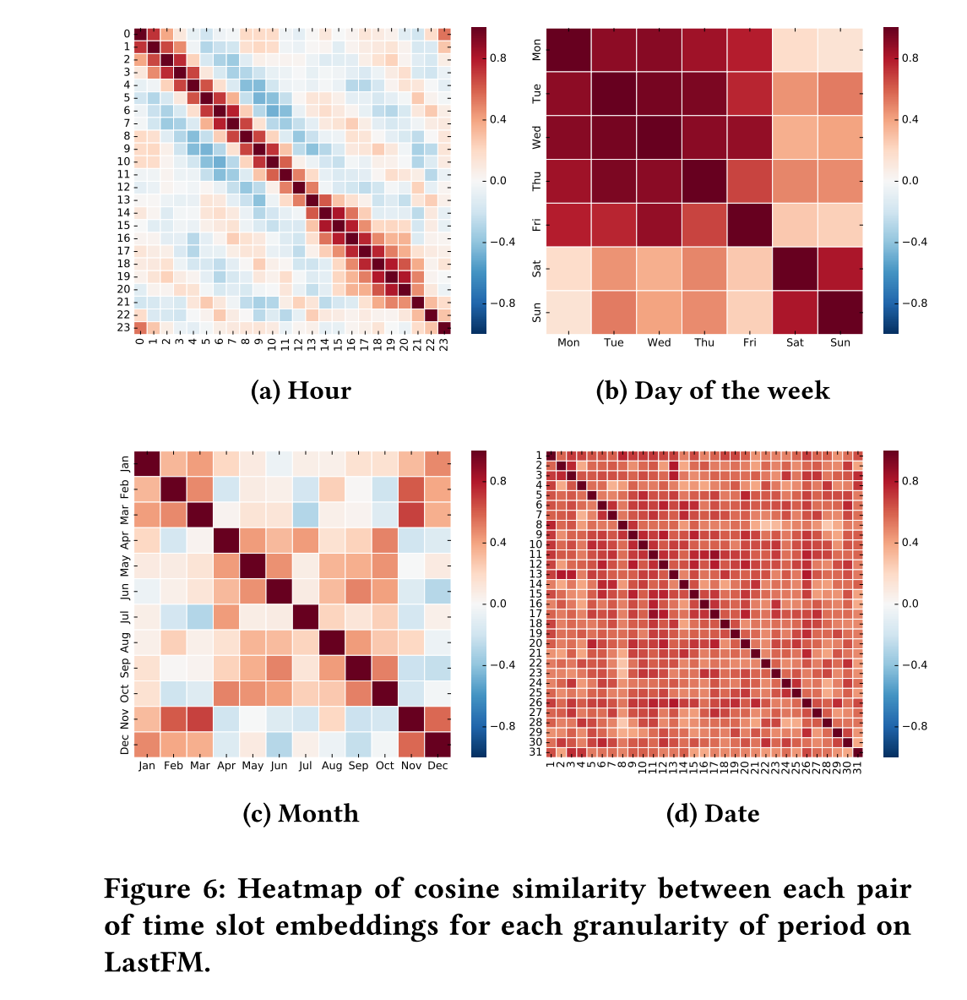 0
1
2
3
4
5
6
7
8
9
10
11
12
13
14
15
16
17
18
19
20
21
22
23
0 1 2 3 4 5 6 7 8 9 10 11 12 13 14 15 16 17 18 19 20 21 22 23
0.8
0.4
0.0
−0.4
−0.8
(a) Hour
Mon
Tue
Wed
Thu
Fri
Sat
Sun
Mon Tue Wed Thu Fri Sat Sun
0.8
0.4
0.0
−0.4
−0.8
(b) Day of the week
Jan
Feb
Mar
Apr
May
Jun
Jul
Aug
Sep
Oct
Nov
Dec
Jan Feb Mar Apr May Jun Jul Aug Sep Oct Nov Dec
0.8
0.4
0.0
−0.4
−0.8
(c) Month
1
2
3
4
5
6
7
8
9
10
11
12
13
14
15
16
17
18
19
20
21
22
23
24
25
26
27
28
29
30
31
1 2 3 4 5 6 7 8 9 10 11 12 13 14 15 16 17 18 19 20 21 22 23 24 25 26 27 28 29 30 31
0.8
0.4
0.0
−0.4
−0.8
(d) Date
Figure 6: Heatmap of cosine similarity between each pair
of time slot embeddings for each granularity of period on
LastFM.